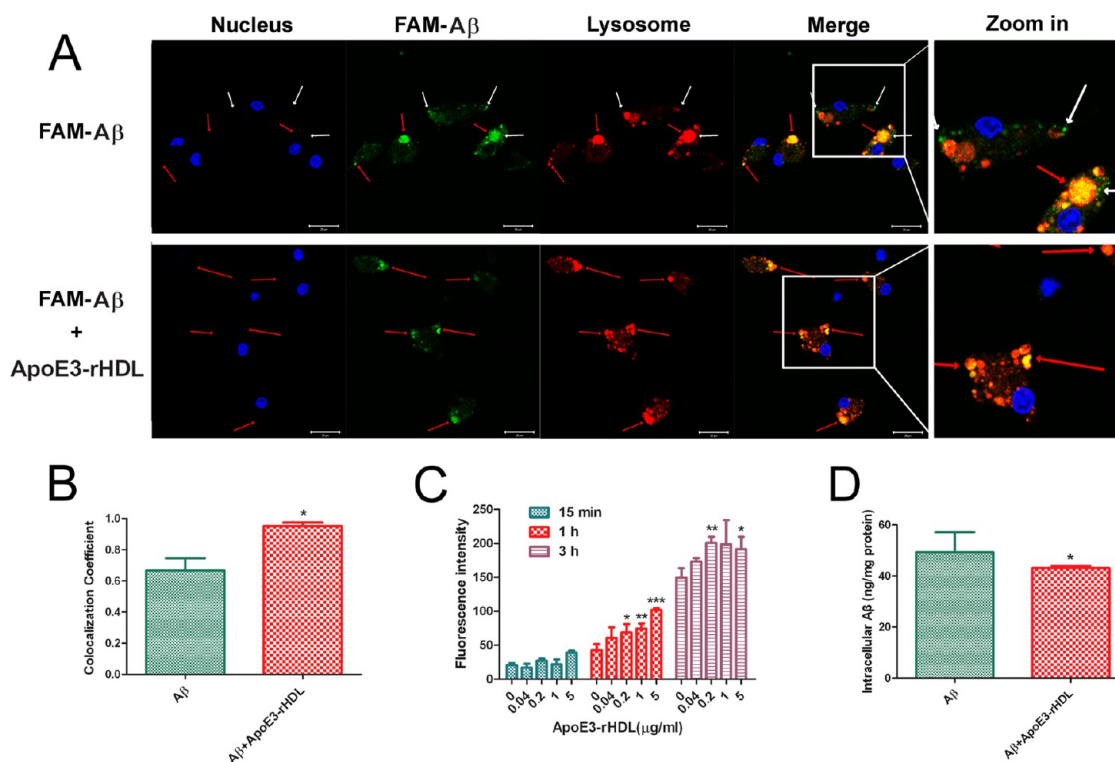 A
Nucleus FAM-Aβ Lysosome Merge Zoom in
FAM-Aβ
FAM-Aβ
+
ApoE3-rHDL
B
Colocalization Coefficient
1.0
0.8
0.6
0.4
0.2
0.0
*
Aβ
Aβ+ApoE3-rHDL
C
Fluorescence intensity
250
200
150
100
50
0
15 min
1 h
3 h
* ** *** ** *
0 0.04 0.2 1 5 0 0.04 0.2 1 5 0 0.04 0.2 1 5
ApoE3-rHDL(μg/ml)
D
Intracellular Aβ (ng/mg protein)
60
40
20
0
*
Aβ
Aβ+ApoE3-rHDL